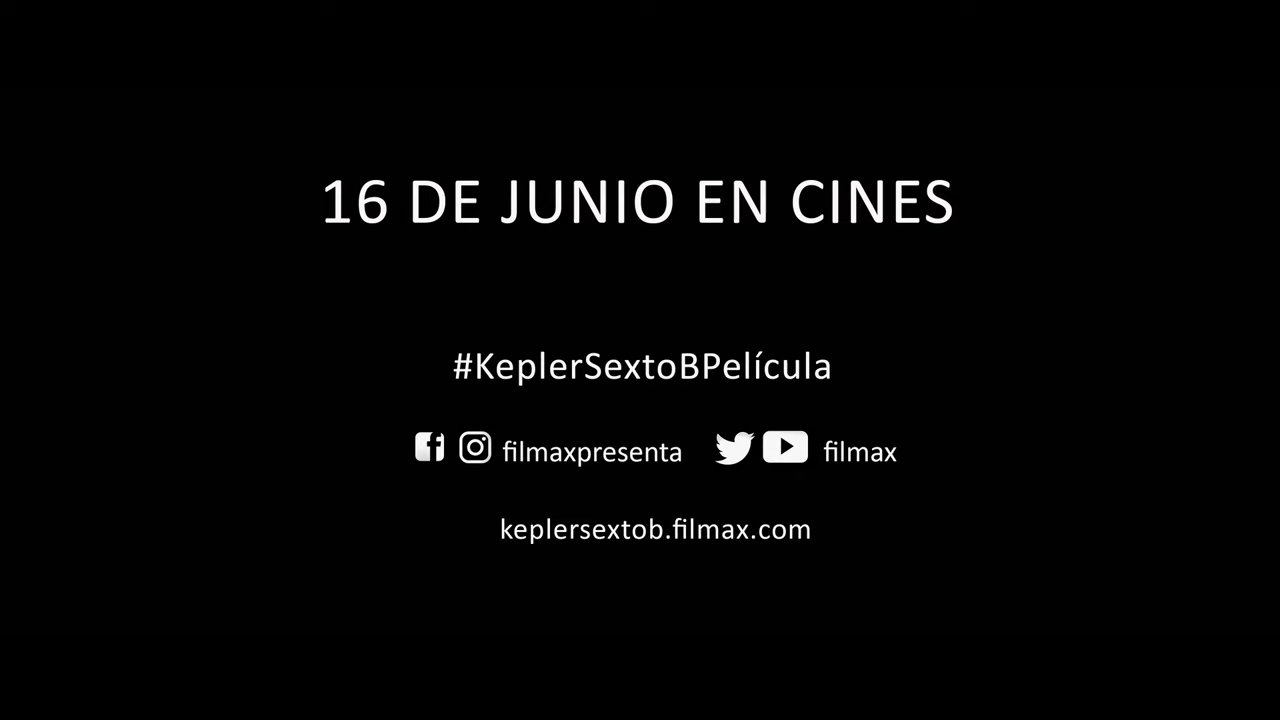 16 DE JUNIO EN CINES
#KeplerSextoBPelícula
filmaxpresenta filmax
keplersextob.filmax.com